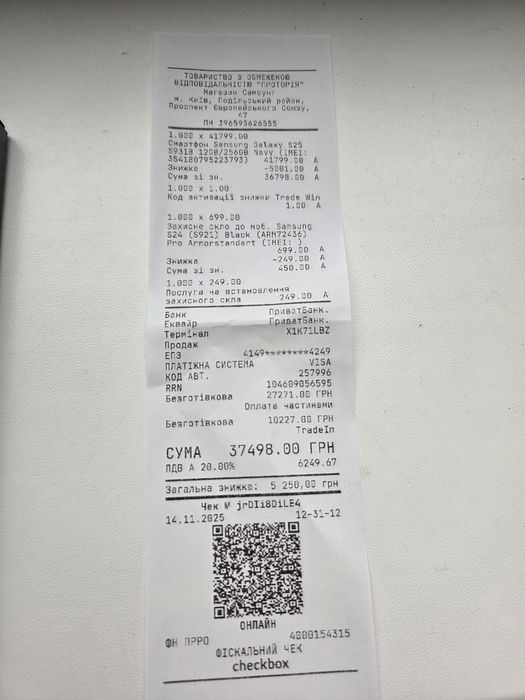 ТОВАРИСТВО З ОБМЕЖЕНОЮ
ВІДПОВІДАЛЬНІСТЮ "ПРОТОРІЯ"
Магазин Самсунг
м. Київ, Подільський район,
Проспект Європейського Союзу,
47
ПН 396595626555
1.000 x 41799.00
Смартфон Samsung Galaxy S25
S931B 12GB/256GB Navy (IMEI:
354180795223793) 41799.00 А
Знижка -5001.00 А
Сума зі зн. 36798.00 А
1.000 x 1.00
Код активації знижки Trade Win
1.00 А
1.000 x 699.00
Захисне скло до моб. Samsung
S24 (S921) Black (ARM72436)
Pro Armorstandart (IMEI: )
699.00 А
Знижка -249.00 А
Сума зі зн. 450.00 А
1.000 x 249.00
Послуга на встановлення
захисного скла 249.00 А
Банк ПриватБанк.
Еквайр ПриватБанк.
Термінал X1K71LBZ
Продаж
ЕПЗ 4149********4249
ПЛАТІЖНА СИСТЕМА VISA
КОД АВТ. 257996
RRN 104609056595
Безготівкова 27271.00 ГРН
Оплата частинами
Безготівкова 10227.00 ГРН
TradeIn
СУМА 37498.00 ГРН
ПДВ А 20.00% 6249.67
Загальна знижка: 5 250,00 грн
Чек № jrDIi8DiLE4
14.11.2025 12-31-12
ОНЛАЙН
ФН ПРРО 4000154315
ФІСКАЛЬНИЙ ЧЕК
checkbox